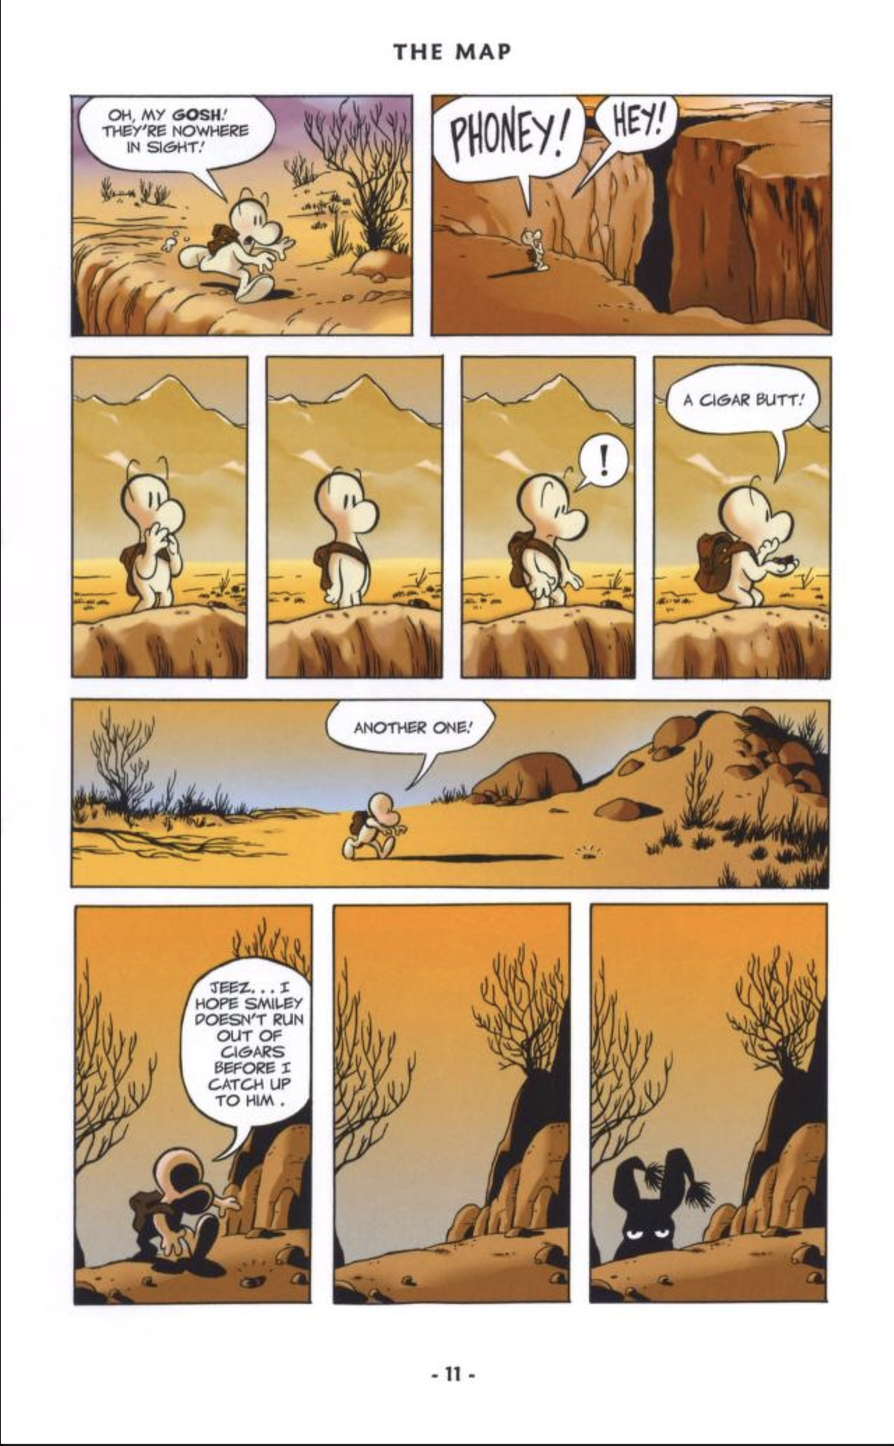 THE MAP
OH, MY GOSH!
THEY'RE NOWHERE
IN SIGHT!
PHONEY!
HEY!
!
A CIGAR BUTT!
ANOTHER ONE!
JEEZ... I
HOPE SMILEY
DOESN'T RUN
OUT OF
CIGARS
BEFORE I
CATCH UP
TO HIM.
- 11 -